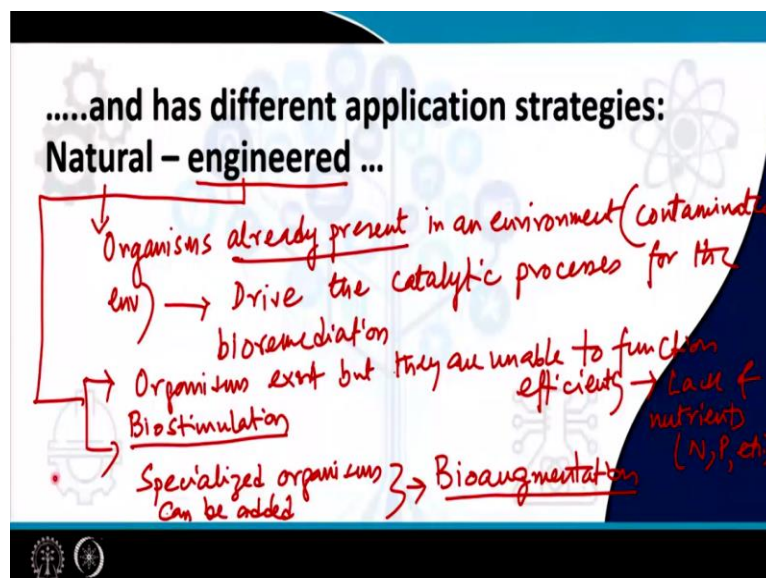 .....and has different application strategies:
Natural – engineered ...
Organisms already present in an environment (contaminated
env) → Drive the catalytic processes for the
bioremediation
→ Organisms exist but they are unable to function
efficiently → Lack of
nutrients
(N, P, etc
Biostimulation
Specialized organisms } → Bioaugmentation
can be added